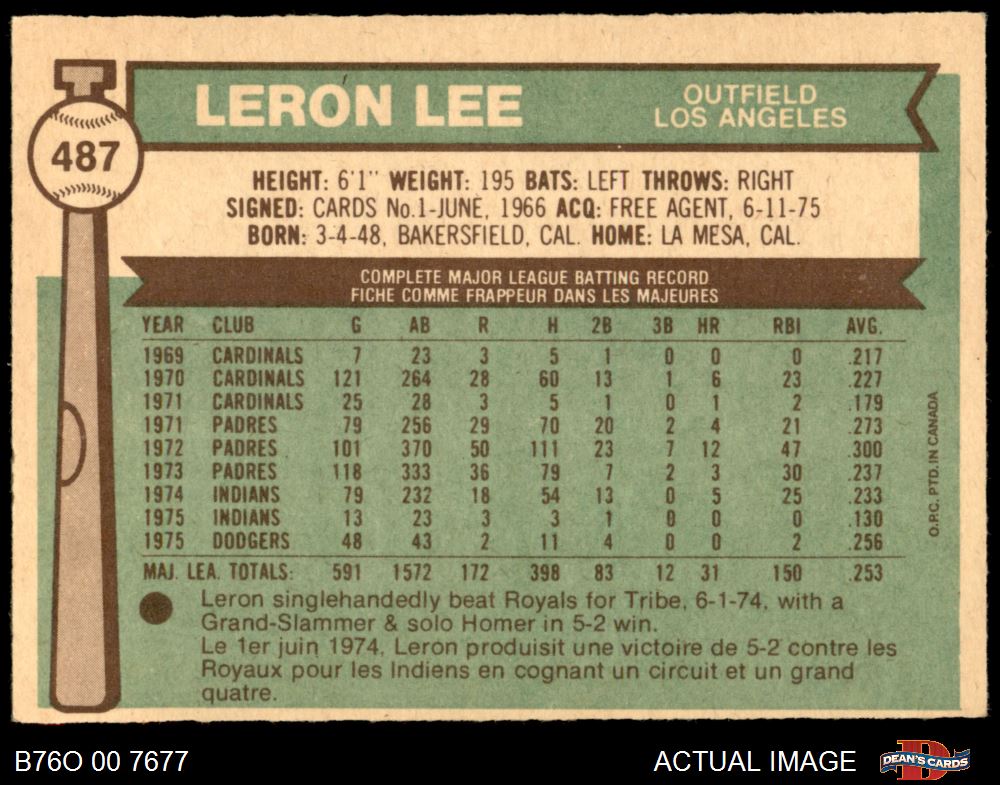 487
LERON LEE
OUTFIELD
LOS ANGELES
HEIGHT: 6'1" WEIGHT: 195 BATS: LEFT THROWS: RIGHT
SIGNED: CARDS No.1-JUNE, 1966 ACQ: FREE AGENT, 6-11-75
BORN: 3-4-48, BAKERSFIELD, CAL. HOME: LA MESA, CAL.
COMPLETE MAJOR LEAGUE BATTING RECORD
FICHE COMME FRAPPEUR DANS LES MAJEURES
YEAR CLUB G AB R H 2B 3B HR RBI AVG.
1969 CARDINALS 7 23 3 5 1 0 0 0 .217
1970 CARDINALS 121 264 28 60 13 1 6 23 .227
1971 CARDINALS 25 28 3 5 1 0 1 2 .179
1971 PADRES 79 256 29 70 20 2 4 21 .273
1972 PADRES 101 370 50 111 23 7 12 47 .300
1973 PADRES 118 333 36 79 7 2 3 30 .237
1974 INDIANS 79 232 18 54 13 0 5 25 .233
1975 INDIANS 13 23 3 3 1 0 0 0 .130
1975 DODGERS 48 43 2 11 4 0 0 2 .256
MAJ. LEA. TOTALS: 591 1572 172 398 83 12 31 150 .253
Leron singlehandedly beat Royals for Tribe, 6-1-74, with a
Grand-Slammer & solo Homer in 5-2 win.
Le 1er juin 1974, Leron produisit une victoire de 5-2 contre les
Royaux pour les Indiens en cognant un circuit et un grand
quatre.
O.P.C. PTD. IN CANADA
B76O 00 7677
ACTUAL IMAGE
DEAN'S CARDS